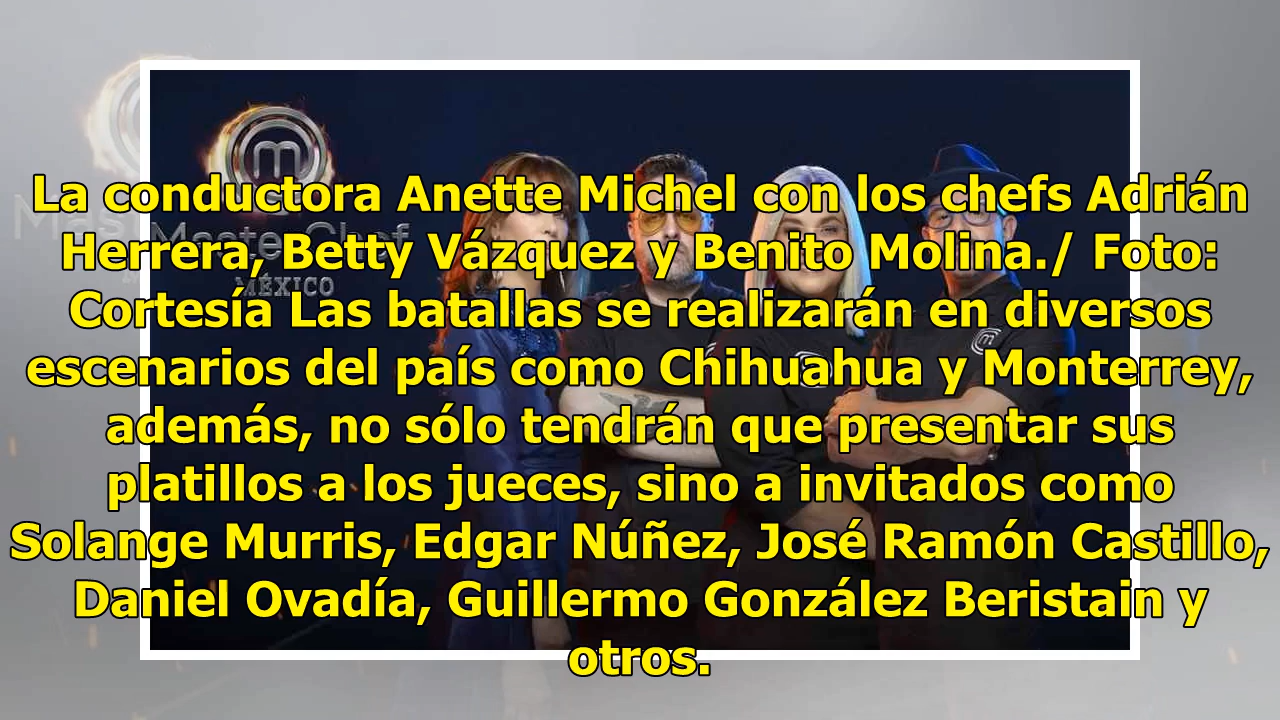 La conductora Anette Michel con los chefs Adrián
Herrera, Betty Vázquez y Benito Molina./ Foto:
Cortesía Las batallas se realizarán en diversos
escenarios del país como Chihuahua y Monterrey,
además, no sólo tendrán que presentar sus
platillos a los jueces, sino a invitados como
Solange Murris, Edgar Núñez, José Ramón Castillo,
Daniel Ovadía, Guillermo González Beristain y
otros.
MasterChef
MÉXICO